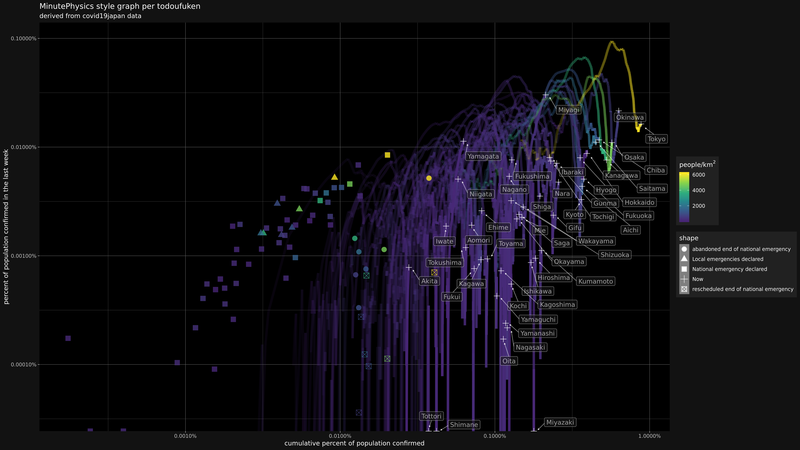 MinutePhysics style graph per todoufuken
derived from covid19japan data
percent of population confirmed in the last week
0.10000%
0.01000%
0.00100%
0.00010%
Miyagi
Okinawa
Tokyo
Osaka
Chiba
Yamagata
Ibaraki
Kanagawa
Fukushima
Saitama
Niigata
Nagano
Nara
Hyogo
Hokkaido
Gunma
Shiga
Kyoto
Tochigi
Fukuoka
Ehime
Mie
Gifu
Aichi
Iwate
Aomori
Toyama
Saga
Wakayama
Shizuoka
Tokushima
Okayama
Akita
Kagawa
Hiroshima
Kumamoto
Fukui
Ishikawa
Kochi
Kagoshima
Yamaguchi
Yamanashi
Nagasaki
Oita
Tottori
Shimane
Miyazaki
0.0010%
0.0100%
0.1000%
1.0000%
cumulative percent of population confirmed
people/km²
6000
4000
2000
shape
abandoned end of national emergency
Local emergencies declared
National emergency declared
Now
rescheduled end of national emergency